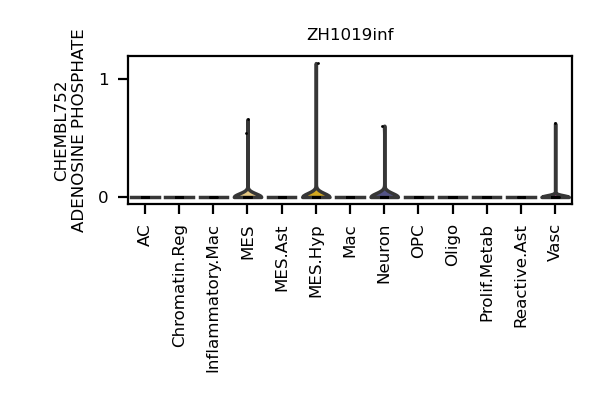 ZH1019inf
CHEMBL752
ADENOSINE PHOSPHATE
1
0
AC
Chromatin.Reg
Inflammatory.Mac
MES
MES.Ast
MES.Hyp
Mac
Neuron
OPC
Oligo
Prolif.Metab
Reactive.Ast
Vasc